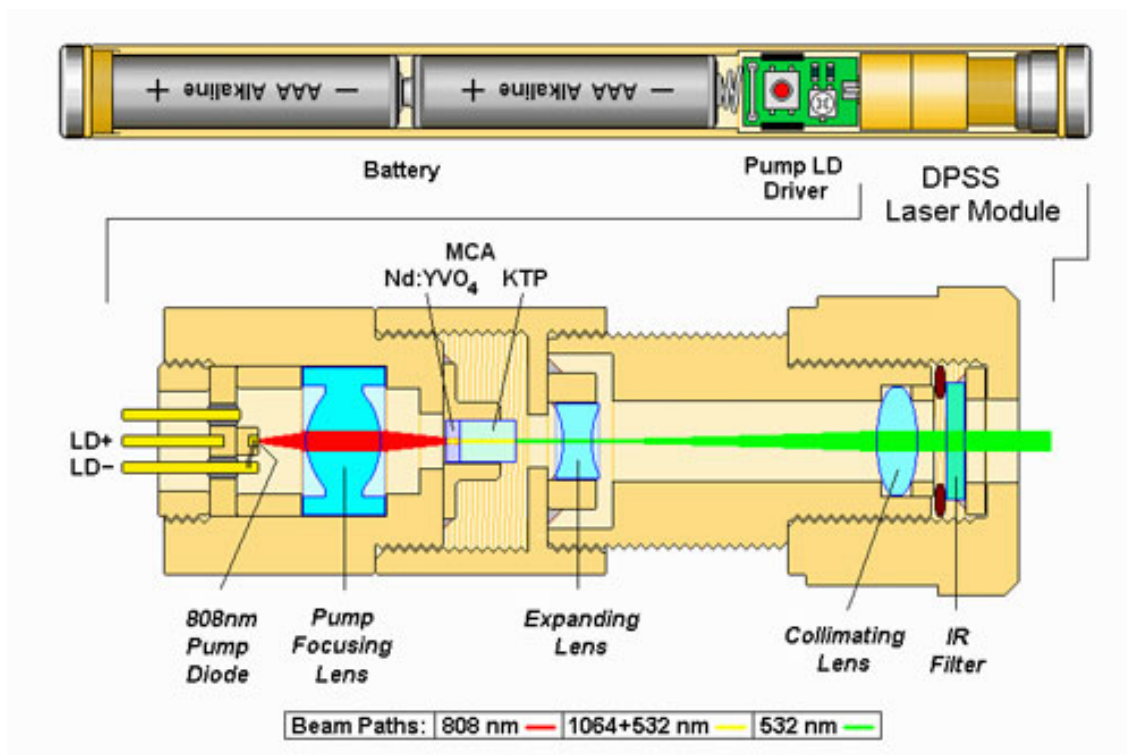 − AAA Alkaline +
− AAA Alkaline +
Battery
Pump LD
Driver
DPSS
Laser Module
MCA
Nd:YVO4 KTP
LD+
LD−
808nm
Pump
Diode
Pump
Focusing
Lens
Expanding
Lens
Collimating
Lens
IR
Filter
Beam Paths: 808 nm 1064+532 nm 532 nm